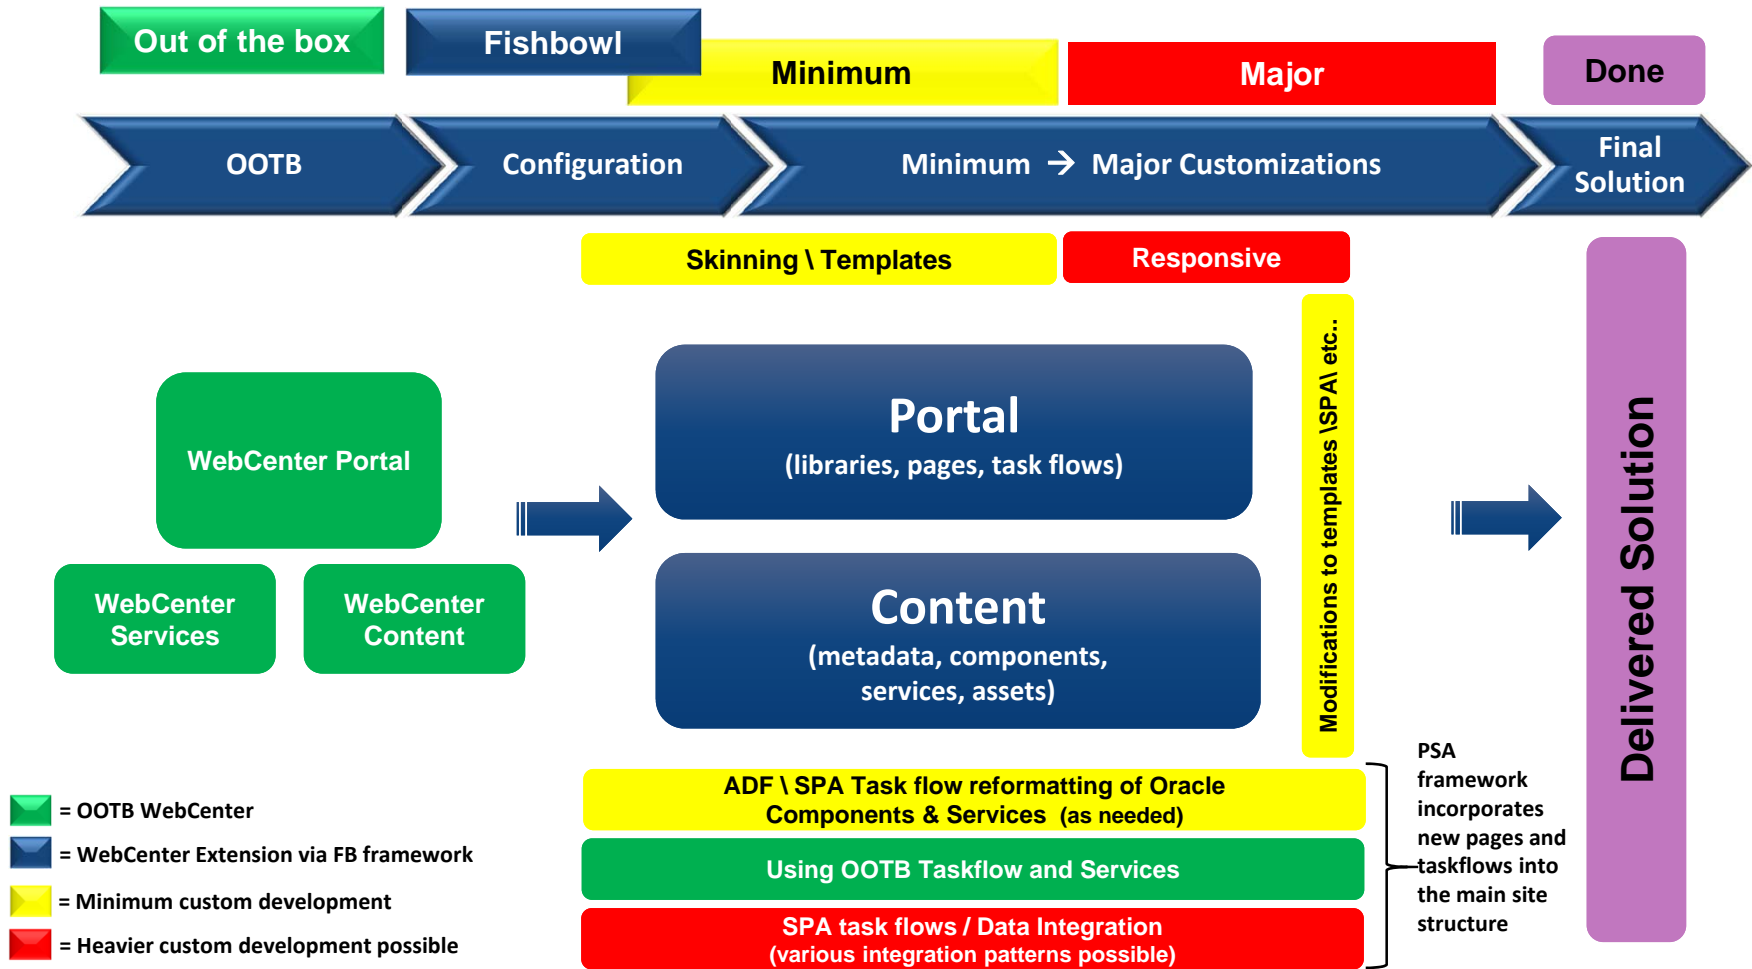 Out of the box
Fishbowl
Minimum
Major
Done
OOTB
Configuration
Minimum → Major Customizations
Final
Solution
Skinning \ Templates
Responsive
WebCenter Portal
WebCenter
Services
WebCenter
Content
Portal
(libraries, pages, task flows)
Content
(metadata, components,
services, assets)
Modifications to templates \SPA\ etc..
Delivered Solution
ADF \ SPA Task flow reformatting of Oracle
Components & Services (as needed)
Using OOTB Taskflow and Services
SPA task flows / Data Integration
(various integration patterns possible)
PSA
framework
incorporates
new pages and
taskflows into
the main site
structure
= OOTB WebCenter
= WebCenter Extension via FB framework
= Minimum custom development
= Heavier custom development possible